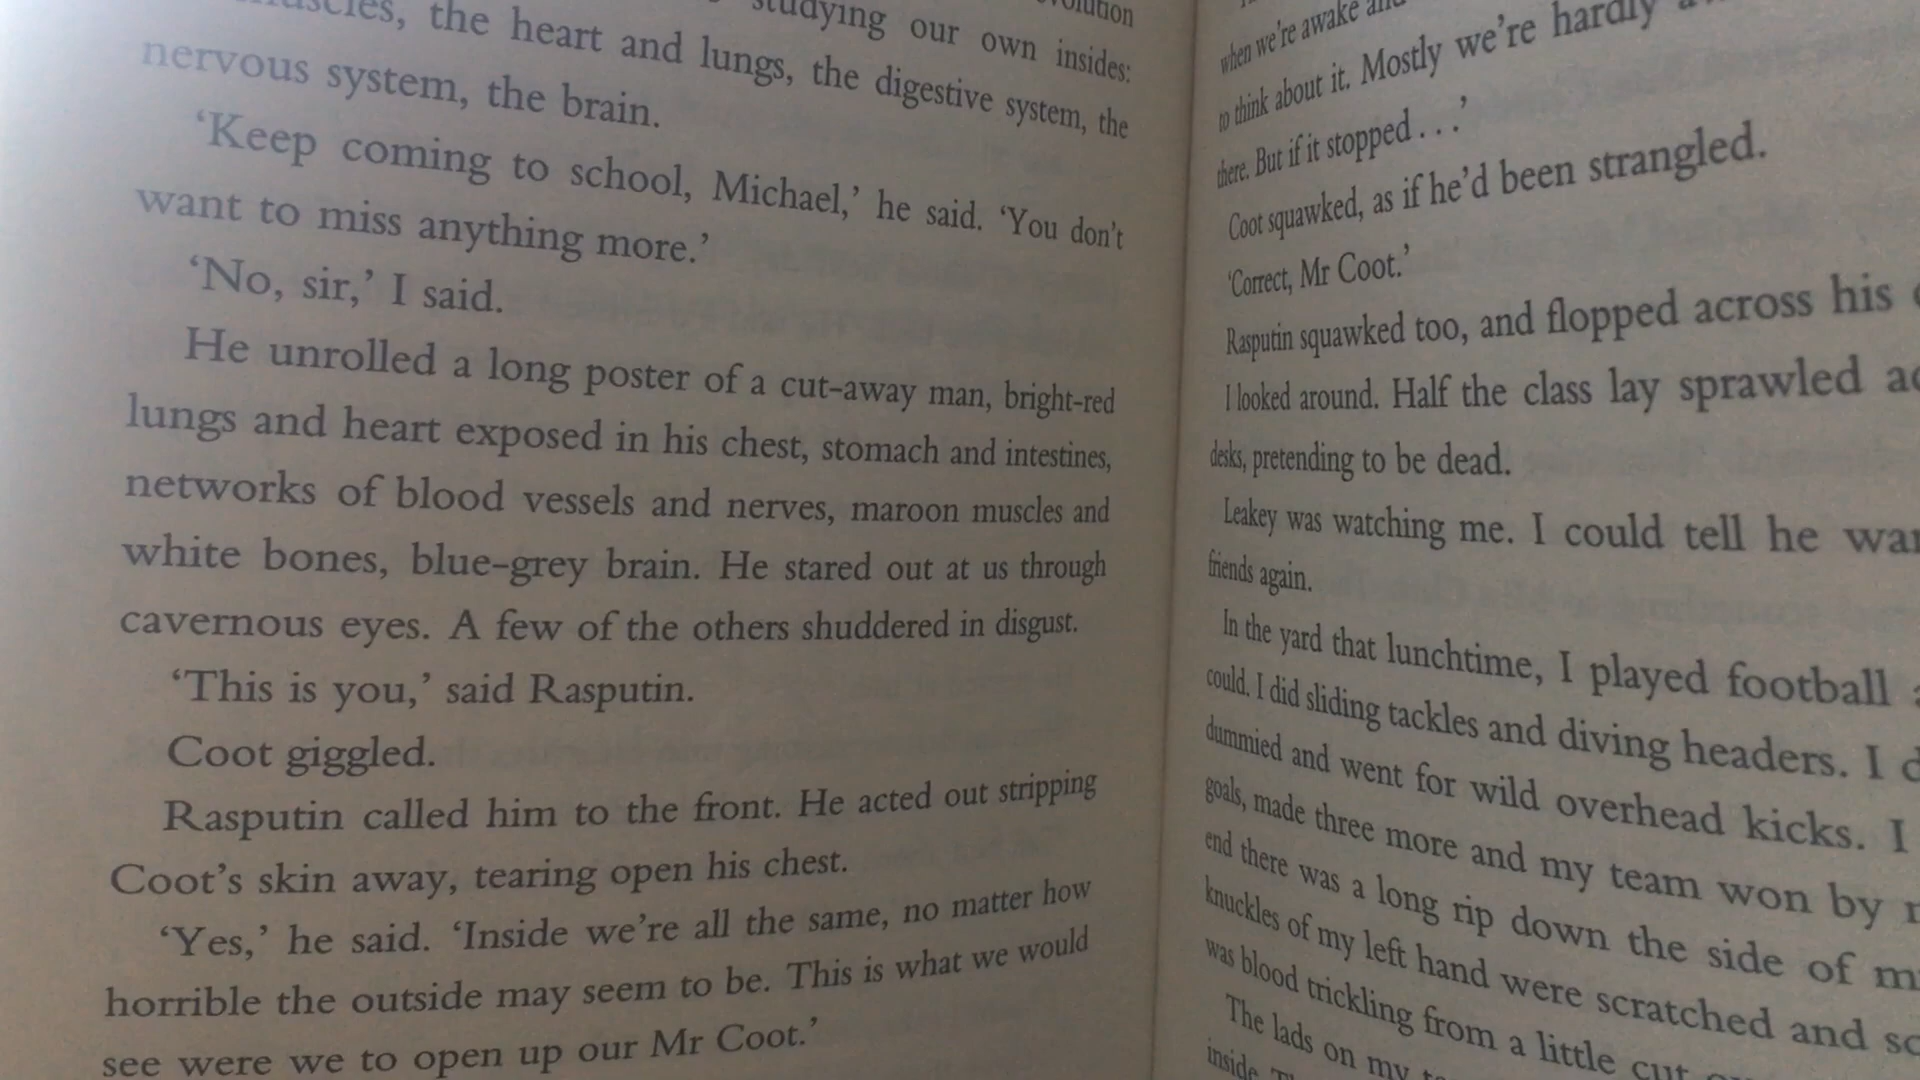 studying our own insides:
the heart and lungs, the digestive system, the
nervous system, the brain.
‘Keep coming to school, Michael,’ he said. ‘You don’t
want to miss anything more.’
‘No, sir,’ I said.
He unrolled a long poster of a cut-away man, bright-red
lungs and heart exposed in his chest, stomach and intestines,
networks of blood vessels and nerves, maroon muscles and
white bones, blue-grey brain. He stared out at us through
cavernous eyes. A few of the others shuddered in disgust.
‘This is you,’ said Rasputin.
Coot giggled.
Rasputin called him to the front. He acted out stripping
Coot’s skin away, tearing open his chest.
‘Yes,’ he said. ‘Inside we’re all the same, no matter how
horrible the outside may seem to be. This is what we would
see were we to open up our Mr Coot.’
when we’re awake and
to think about it. Mostly we’re hardly
there. But if it stopped . . .’
Coot squawked, as if he’d been strangled.
‘Correct, Mr Coot.’
Rasputin squawked too, and flopped across his
I looked around. Half the class lay sprawled
desks, pretending to be dead.
Leakey was watching me. I could tell he
friends again.
In the yard that lunchtime, I played football
could. I did sliding tackles and diving headers. I
dummied and went for wild overhead kicks. I
goals, made three more and my team won by
end there was a long rip down the side of
knuckles of my left hand were scratched and
was blood trickling from a little cut
The lads on my
inside.